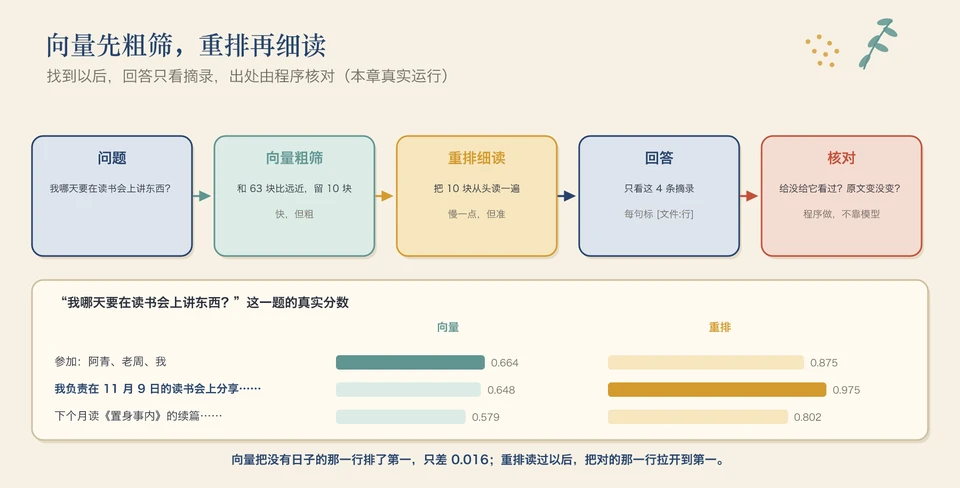 向量先粗筛，重排再细读
找到以后，回答只看摘录，出处由程序核对（本章真实运行）
问题
我哪天要在读书会上讲东西？
向量粗筛
和 63 块比远近，留 10 块
快，但粗
重排细读
把 10 块从头读一遍
慢一点，但准
回答
只看这 4 条摘录
每句标 [文件:行]
核对
给没给它看过？原文变没变？
程序做，不靠模型
“我哪天要在读书会上讲东西？”这一题的真实分数
向量
重排
参加：阿青、老周、我
0.664
0.875
我负责在 11 月 9 日的读书会上分享……
0.648
0.975
下个月读《置身事内》的续篇……
0.579
0.802
向量把没有日子的那一行排了第一，只差 0.016；重排读过以后，把对的那一行拉开到第一。